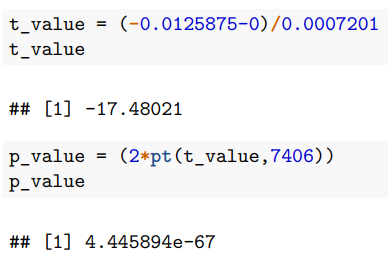 t_value = (-0.0125875-0)/0.0007201
t_value
## [1] -17.48021
p_value = (2*pt(t_value,7406))
p_value
## [1] 4.445894e-67